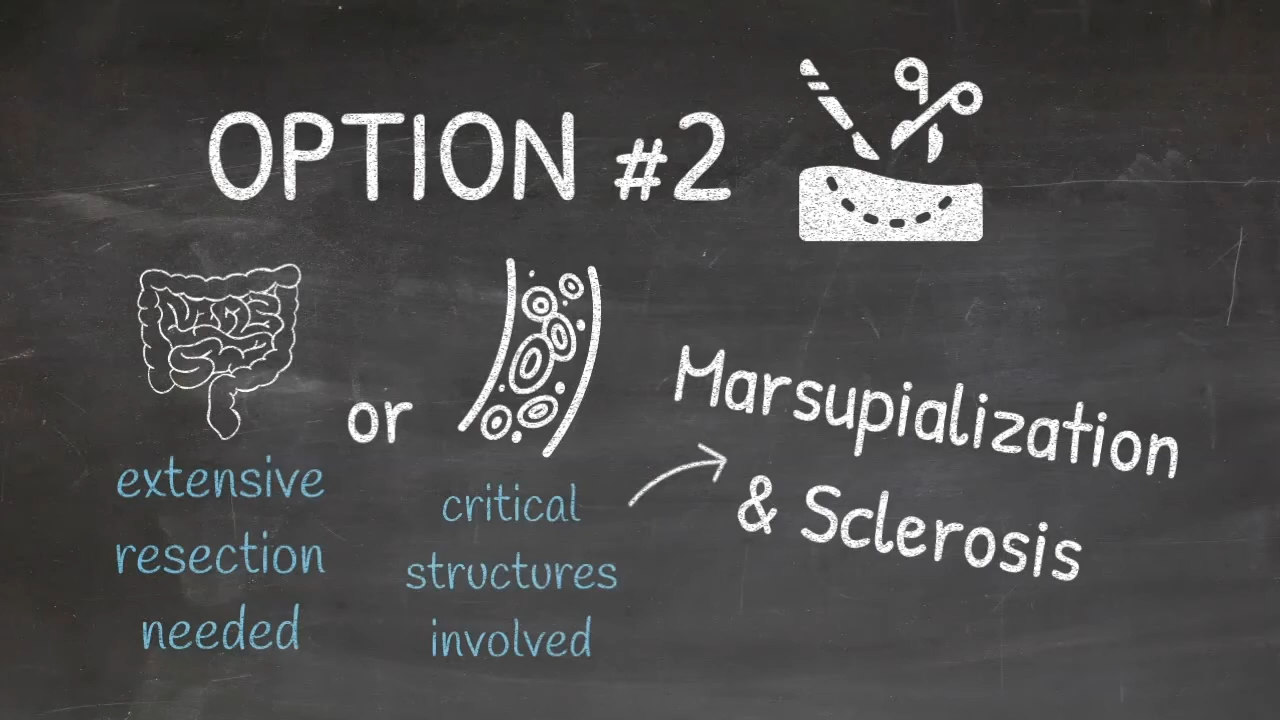 OPTION #2
or
extensive
resection
needed
critical
structures
involved
Marsupialization
& Sclerosis